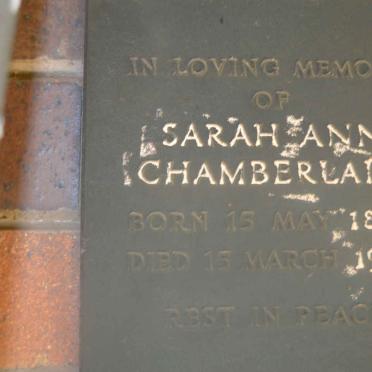 IN LOVING MEMO
OF
SARAH ANN
CHAMBERLA
BORN 15 MAY 18
DIED 15 MARCH 19
REST IN PEAC